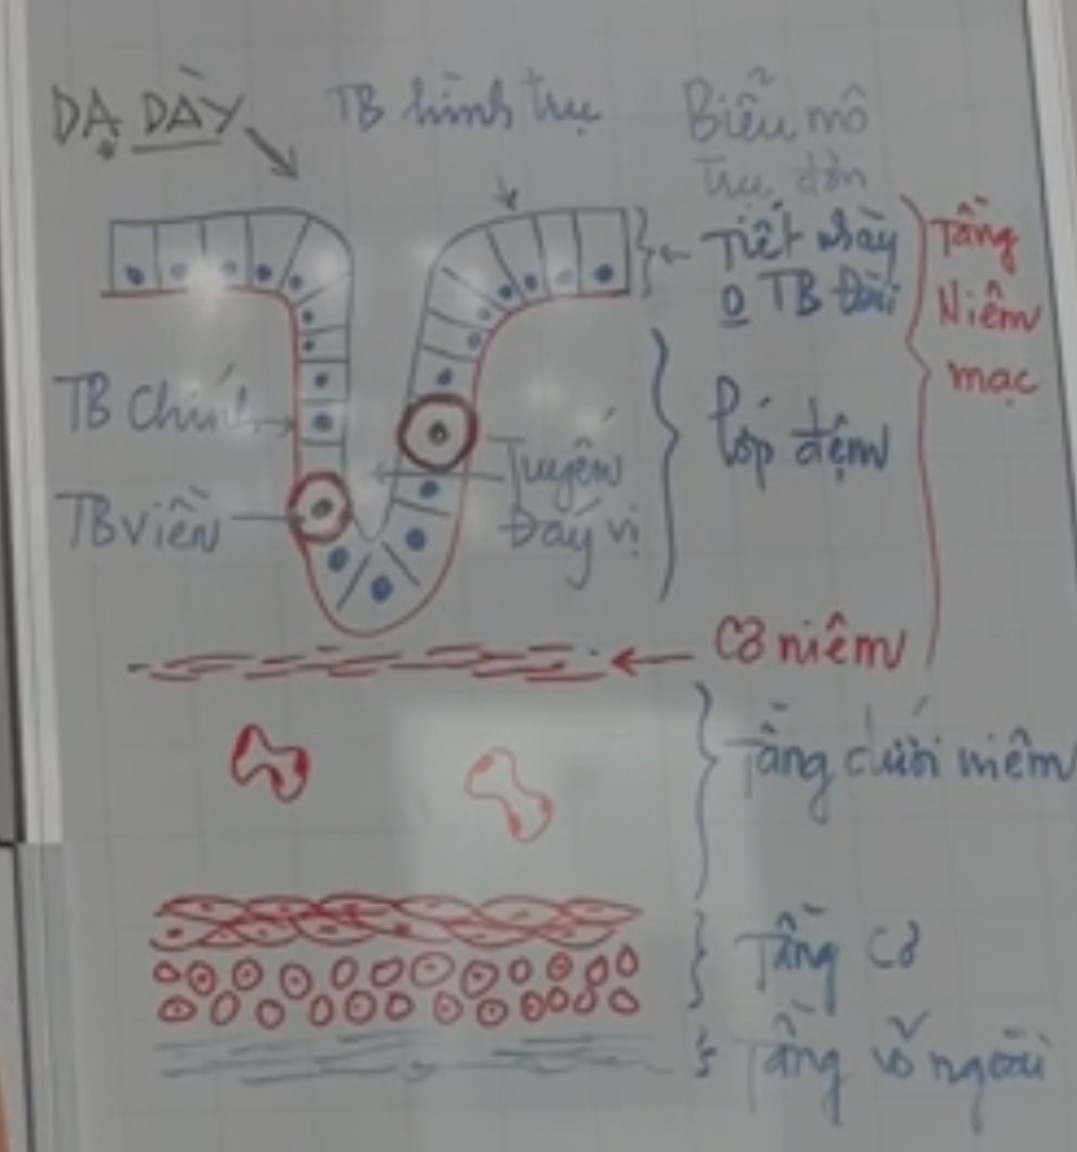 DẠ DÀY
TB hình trụ
Biểu mô
trụ đơn
Tiết nhày
0 TB Đài
Tầng
Niêm
mạc
TB Chính
Lớp đệm
Tuyến
Đáy vị
TB viền
Cơ niêm
Tầng dưới niêm
Tầng cơ
Tầng vỏ ngoài